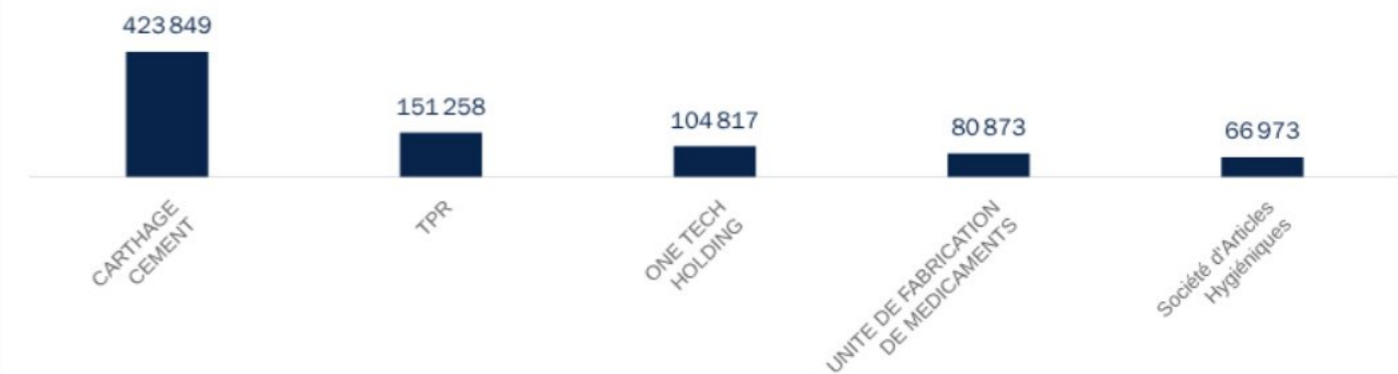 423 849
151 258
104 817
80 873
66 973
CARTHAGE
CEMENT
TPR
ONE TECH
HOLDING
UNITE DE FABRICATION
DE MEDICAMENTS
Société d'Articles
Hygiéniques